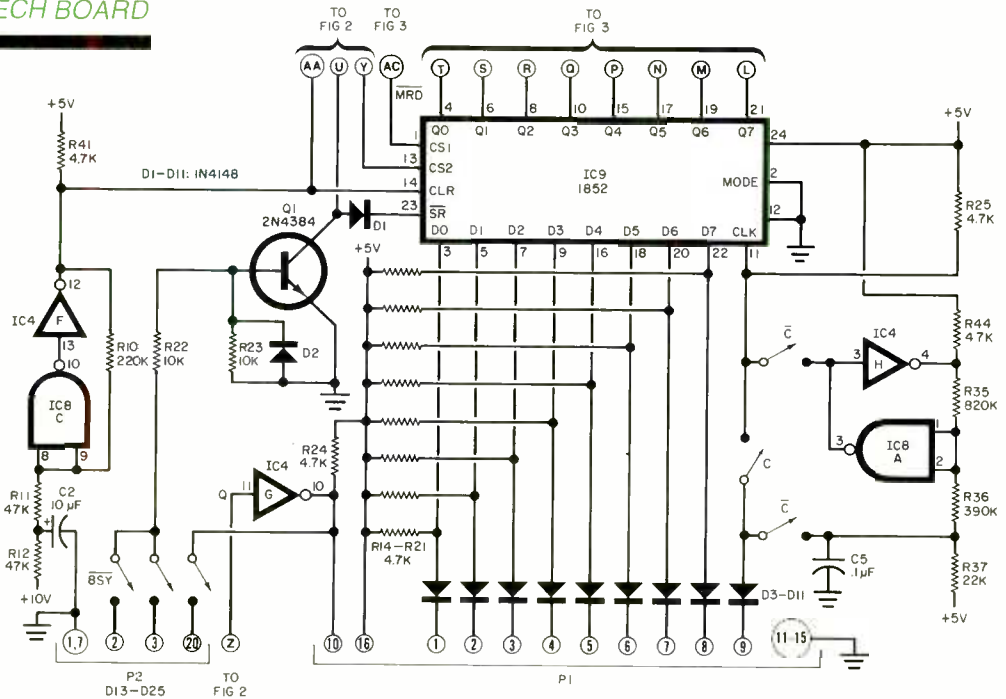 ECH BOARD
TO
FIG 2
TO
FIG 3
TO
FIG 3
AA U Y AC T S R Q P N M L
MRD
4 6 8 10 15 17 19 21
Q0 Q1 Q2 Q3 Q4 Q5 Q6 Q7
1 CS1
13 CS2
14 CLR
23 SR
IC9
1852
24
MODE 2
12
D0 D1 D2 D3 D4 D5 D6 D7 CLK
3 5 7 9 16 18 20 22 11
+5V
R41
4.7K
D1-D11: 1N4148
Q1
2N4384
D1
+5V
+5V
R25
4.7K
12
IC4 F
13
10
IC8
C
8 9
R10
220K
R22
10K
R23
10K
D2
R11
47K
C2
10µF
+
R12
47K
+10V
8SY
1,7 2 3 20 Z
P2
D13-D25
TO
FIG 2
IC4
Q 11 G 10
R24
4.7K
R14-R21
4.7K
10 16 1 2 3 4 5 6 7 8 9 11-15
P1
D3-D11
C
C
C
IC4
3 H 4
R44
47K
R35
820K
3 IC8
A
1
2
R36
390K
C5
.1µF
R37
22K
+5V